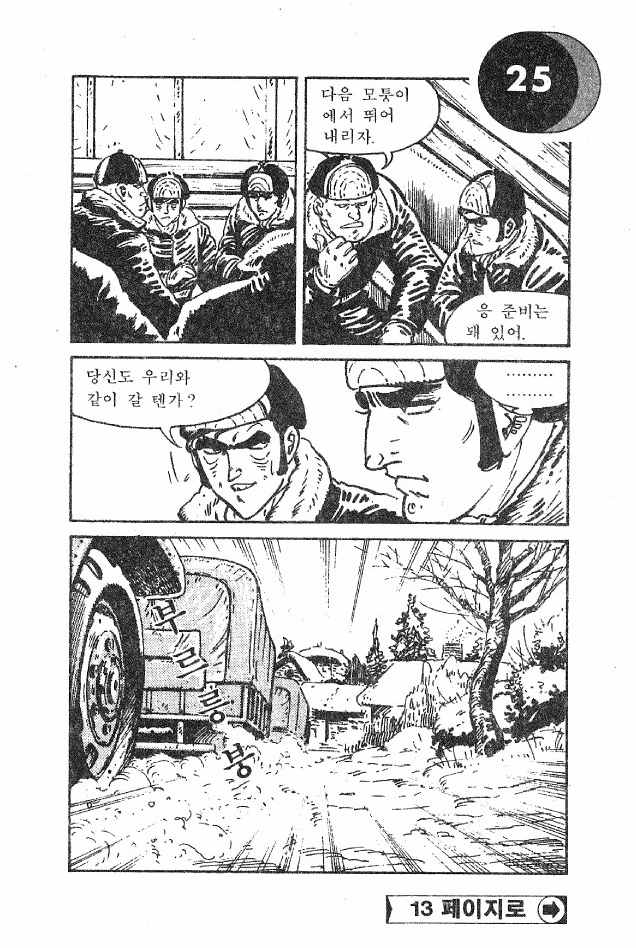 25
다음 모퉁이
에서 뛰어
내리자.
응 준비는
돼 있어.
당신도 우리와
같이 갈 텐가?
.........
.........
부르릉
붕
13 페이지로